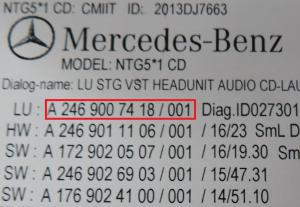 NTG5*1 CD: CMIIT ID: 2013DJ7663
Mercedes-Benz
MODEL: NTG5*1 CD
Dialog-name: LU STG VST HEADUNIT AUDIO CD-LAU
LU : A 246 900 74 18 / 001 Diag.ID027301
HW : A 246 901 11 06 / 001 / 16/23 SmL D
SW : A 172 902 05 07 / 001 / 16/19.30 Sm
SW : A 246 902 69 03 / 001 / 15/47.31
SW : A 176 902 41 00 / 001 / 14/51.10